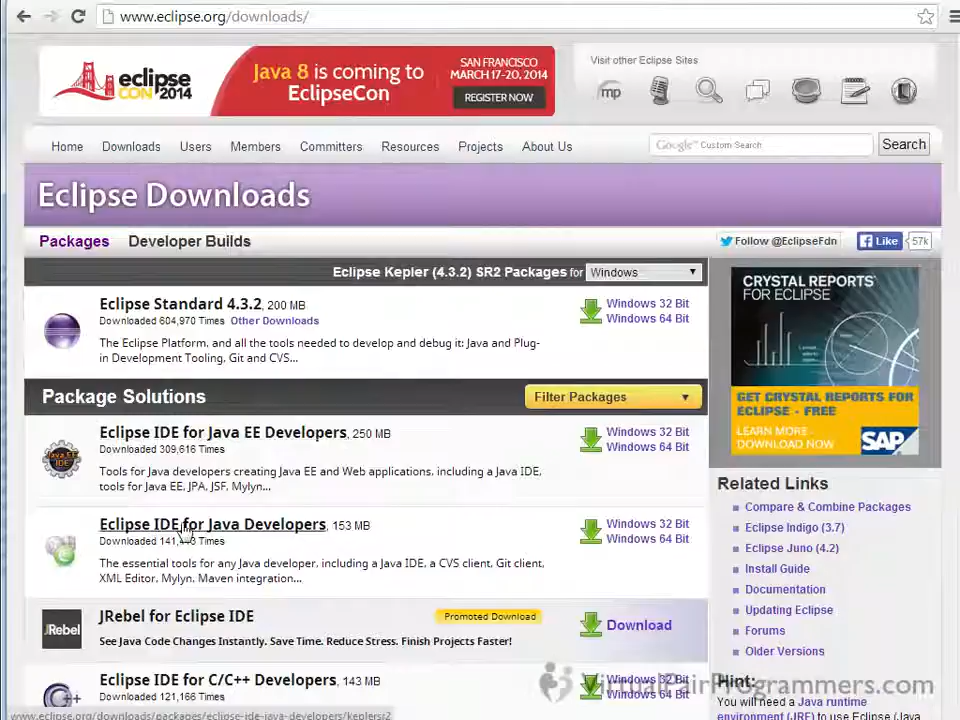 www.eclipse.org/downloads/
eclipse
CON 2014
Java 8 is coming to
EclipseCon
SAN FRANCISCO
MARCH 17-20, 2014
REGISTER NOW
Visit other Eclipse Sites
mp
Home Downloads Users Members Committers Resources Projects About Us
Google Custom Search
Search
Eclipse Downloads
Packages Developer Builds
Follow @EclipseFdn
Like 57k
Eclipse Kepler (4.3.2) SR2 Packages for Windows
Eclipse Standard 4.3.2, 200 MB
Downloaded 604,970 Times Other Downloads
The Eclipse Platform, and all the tools needed to develop and debug it: Java and Plug-
in Development Tooling, Git and CVS...
Windows 32 Bit
Windows 64 Bit
Package Solutions
Filter Packages
Eclipse IDE for Java EE Developers, 250 MB
Downloaded 309,616 Times
Tools for Java developers creating Java EE and Web applications, including a Java IDE,
tools for Java EE, JPA, JSF, Mylyn...
Windows 32 Bit
Windows 64 Bit
Java EE
IDE
Eclipse IDE for Java Developers, 153 MB
Downloaded Times
The essential tools for any Java developer, including a Java IDE, a CVS client, Git client,
XML Editor, Mylyn, Maven integration...
Windows 32 Bit
Windows 64 Bit
JRebel
JRebel for Eclipse IDE
Promoted Download
See Java Code Changes Instantly. Save Time. Reduce Stress. Finish Projects Faster!
Download
Eclipse IDE for C/C++ Developers, 143 MB
Downloaded 121,166 Times
Windows 32 Bit
Windows 64 Bit
CRYSTAL REPORTS®
FOR ECLIPSE
GET CRYSTAL REPORTS FOR
ECLIPSE - FREE
LEARN MORE -
DOWNLOAD NOW
SAP
Related Links
Compare & Combine Packages
Eclipse Indigo (3.7)
Eclipse Juno (4.2)
Install Guide
Documentation
Updating Eclipse
Forums
Older Versions
Hint:
You will need a Java runtime
environment (JRE) to use Eclipse (Java
VirtualPairProgrammers.com
www.eclipse.org/downloads/packages/eclipse-ide-java-developers/keplersr2